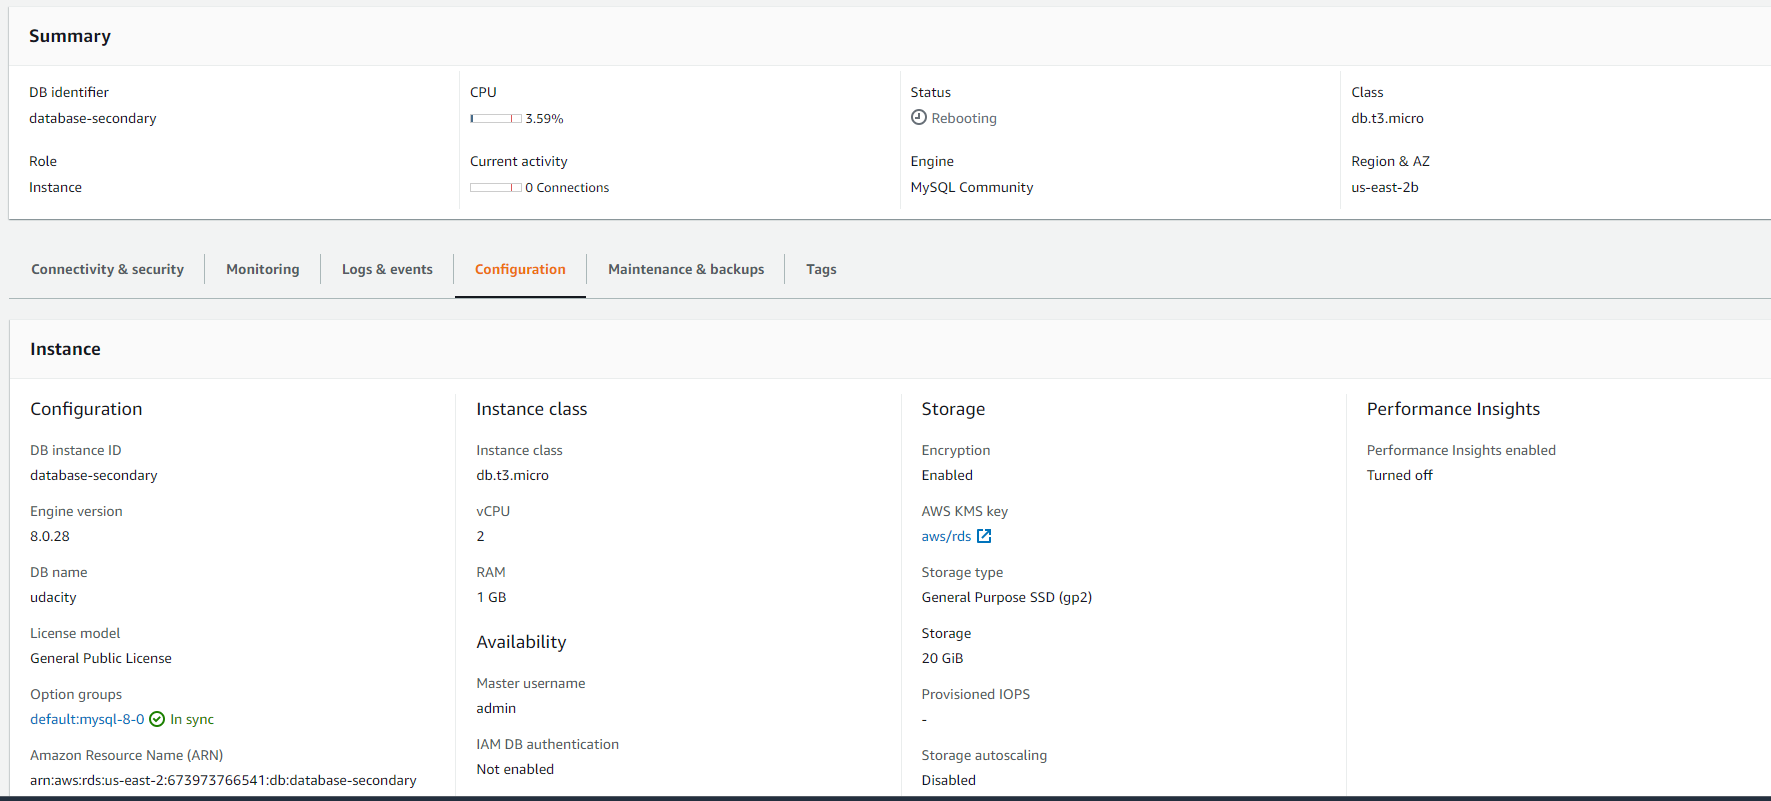 Summary
DB identifier
database-secondary
CPU
3.59%
Status
Rebooting
Class
db.t3.micro
Role
Instance
Current activity
0 Connections
Engine
MySQL Community
Region & AZ
us-east-2b
Connectivity & security
Monitoring
Logs & events
Configuration
Maintenance & backups
Tags
Instance
Configuration
DB instance ID
database-secondary
Engine version
8.0.28
DB name
udacity
License model
General Public License
Option groups
default:mysql-8-0 In sync
Amazon Resource Name (ARN)
arn:aws:rds:us-east-2:673973766541:db:database-secondary
Instance class
Instance class
db.t3.micro
vCPU
2
RAM
1 GB
Availability
Master username
admin
IAM DB authentication
Not enabled
Storage
Encryption
Enabled
AWS KMS key
aws/rds
Storage type
General Purpose SSD (gp2)
Storage
20 GiB
Provisioned IOPS
-
Storage autoscaling
Disabled
Performance Insights
Performance Insights enabled
Turned off